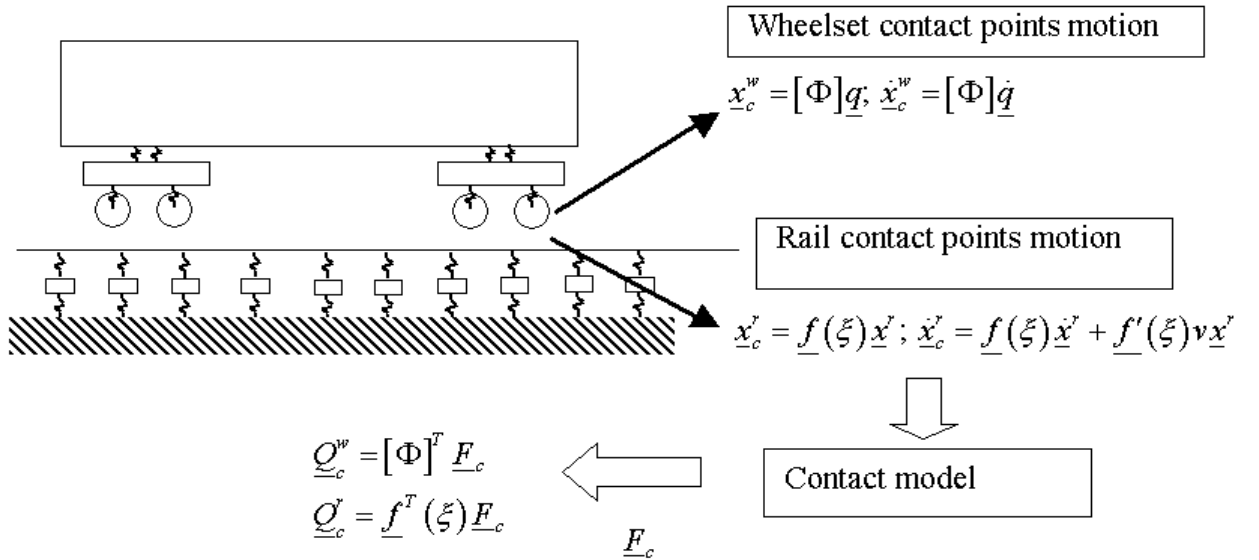 Wheelset contact points motion
x_c^w = [Φ]q; ẋ_c^w = [Φ]q̇
Rail contact points motion
x_c^r = f(ξ)x^r; ẋ_c^r = f(ξ)ẋ^r + f'(ξ)vx^r
Q_c^w = [Φ]^T F_c
Q_c^r = f^T(ξ)F_c
Contact model
F_c